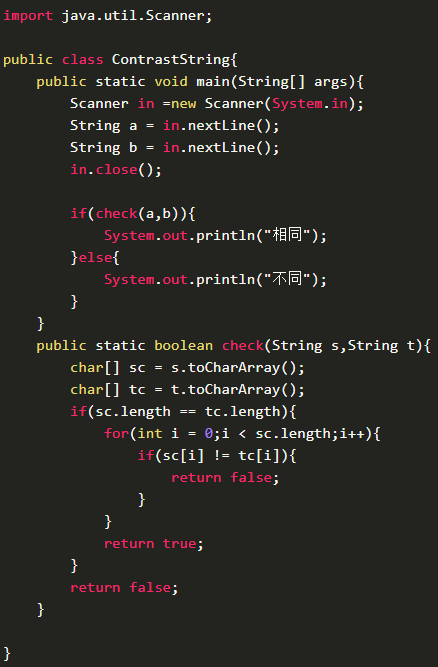 import java.util.Scanner;

public class ContrastString{
    public static void main(String[] args){
        Scanner in =new Scanner(System.in);
        String a = in.nextLine();
        String b = in.nextLine();
        in.close();

        if(check(a,b)){
            System.out.println("相同");
        }else{
            System.out.println("不同");
        }
    }
    public static boolean check(String s,String t){
        char[] sc = s.toCharArray();
        char[] tc = t.toCharArray();
        if(sc.length == tc.length){
            for(int i = 0;i < sc.length;i++){
                if(sc[i] != tc[i]){
                    return false;
                }
            }
            return true;
        }
        return false;
    }

}